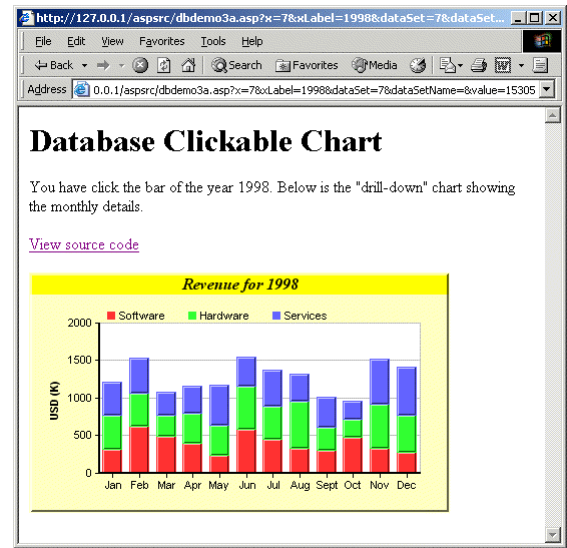 http://127.0.0.1/aspsrc/dbdemo3a.asp?x=7&xLabel=1998&dataSet=7&dataSet...
File Edit View Favorites Tools Help
Back Search Favorites Media
Address 0.0.1/aspsrc/dbdemo3a.asp?x=7&xLabel=1998&dataSet=7&dataSetName=&value=15305
Database Clickable Chart
You have click the bar of the year 1998. Below is the "drill-down" chart showing
the monthly details.
View source code
Revenue for 1998
Software Hardware Services
2000
1500
1000
500
0
USD (K)
Jan Feb Mar Apr May Jun Jul Aug Sept Oct Nov Dec